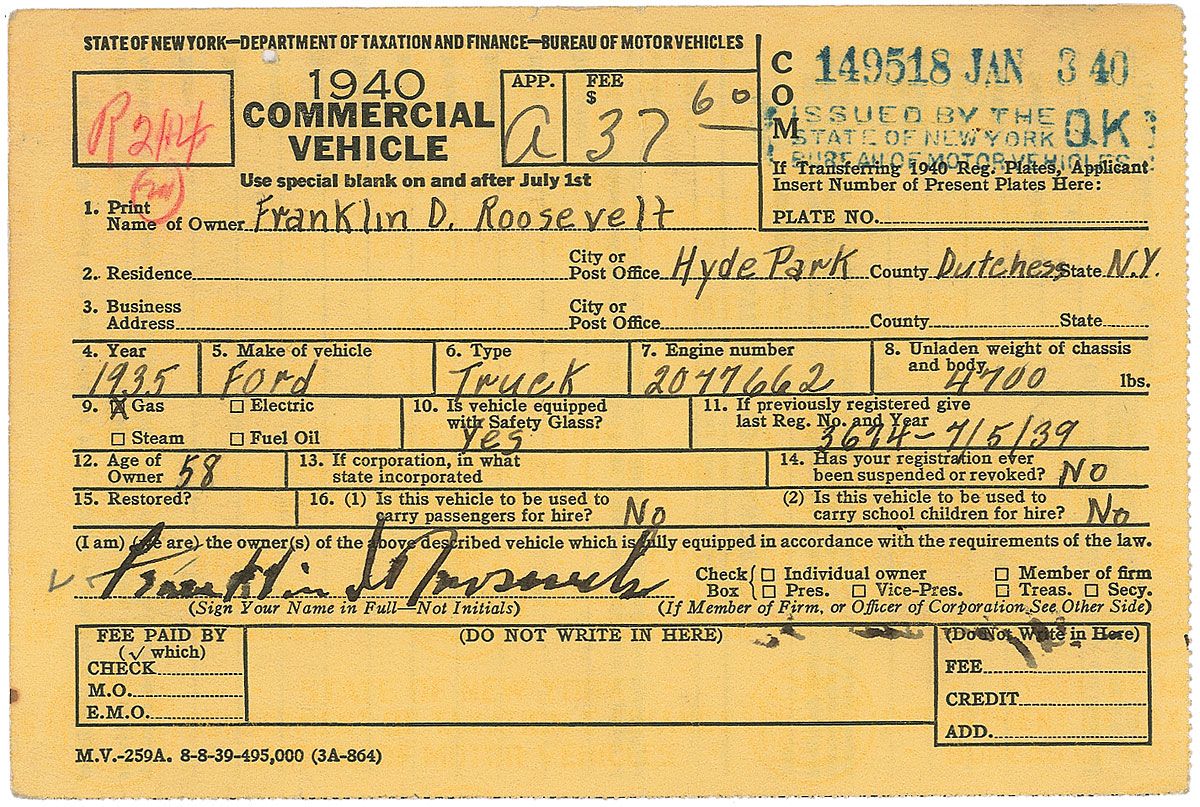 STATE OF NEW YORK—DEPARTMENT OF TAXATION AND FINANCE—BUREAU OF MOTOR VEHICLES
1940
COMMERCIAL
VEHICLE
Use special blank on and after July 1st
APP.
A
FEE
$ 37 60
COM
149518 JAN 3 40
ISSUED BY THE
STATE OF NEW YORK O.K
BUREAU OF MOTOR VEHICLES
If Transferring 1940 Reg. Plates, Applicant
Insert Number of Present Plates Here:
PLATE NO.
1. Print
Name of Owner Franklin D. Roosevelt
2. Residence City or
Post Office Hyde Park County Dutchess State N.Y.
3. Business
Address City or
Post Office County State
4. Year 1935
5. Make of vehicle Ford
6. Type Truck
7. Engine number 2077662
8. Unladen weight of chassis
and body 4700 lbs.
9. X Gas Electric
Steam Fuel Oil
10. Is vehicle equipped
with Safety Glass? Yes
11. If previously registered give
last Reg. No. and Year
3634-7/5/39
12. Age of
Owner 58
13. If corporation, in what
state incorporated
14. Has your registration ever
been suspended or revoked? No
15. Restored?
16. (1) Is this vehicle to be used to
carry passengers for hire? No
(2) Is this vehicle to be used to
carry school children for hire? No
(I am) (we are) the owner(s) of the above described vehicle which is fully equipped in accordance with the requirements of the law.
Franklin D Roosevelt
(Sign Your Name in Full—Not Initials)
Check Box Individual owner Member of firm
Pres. Vice-Pres. Treas. Secy.
(If Member of Firm, or Officer of Corporation See Other Side)
FEE PAID BY
(✓ which)
CHECK
M.O.
E.M.O.
(DO NOT WRITE IN HERE)
(Do Not Write in Here)
FEE
CREDIT
ADD.
M.V.-259A. 8-8-39-495,000 (3A-864)